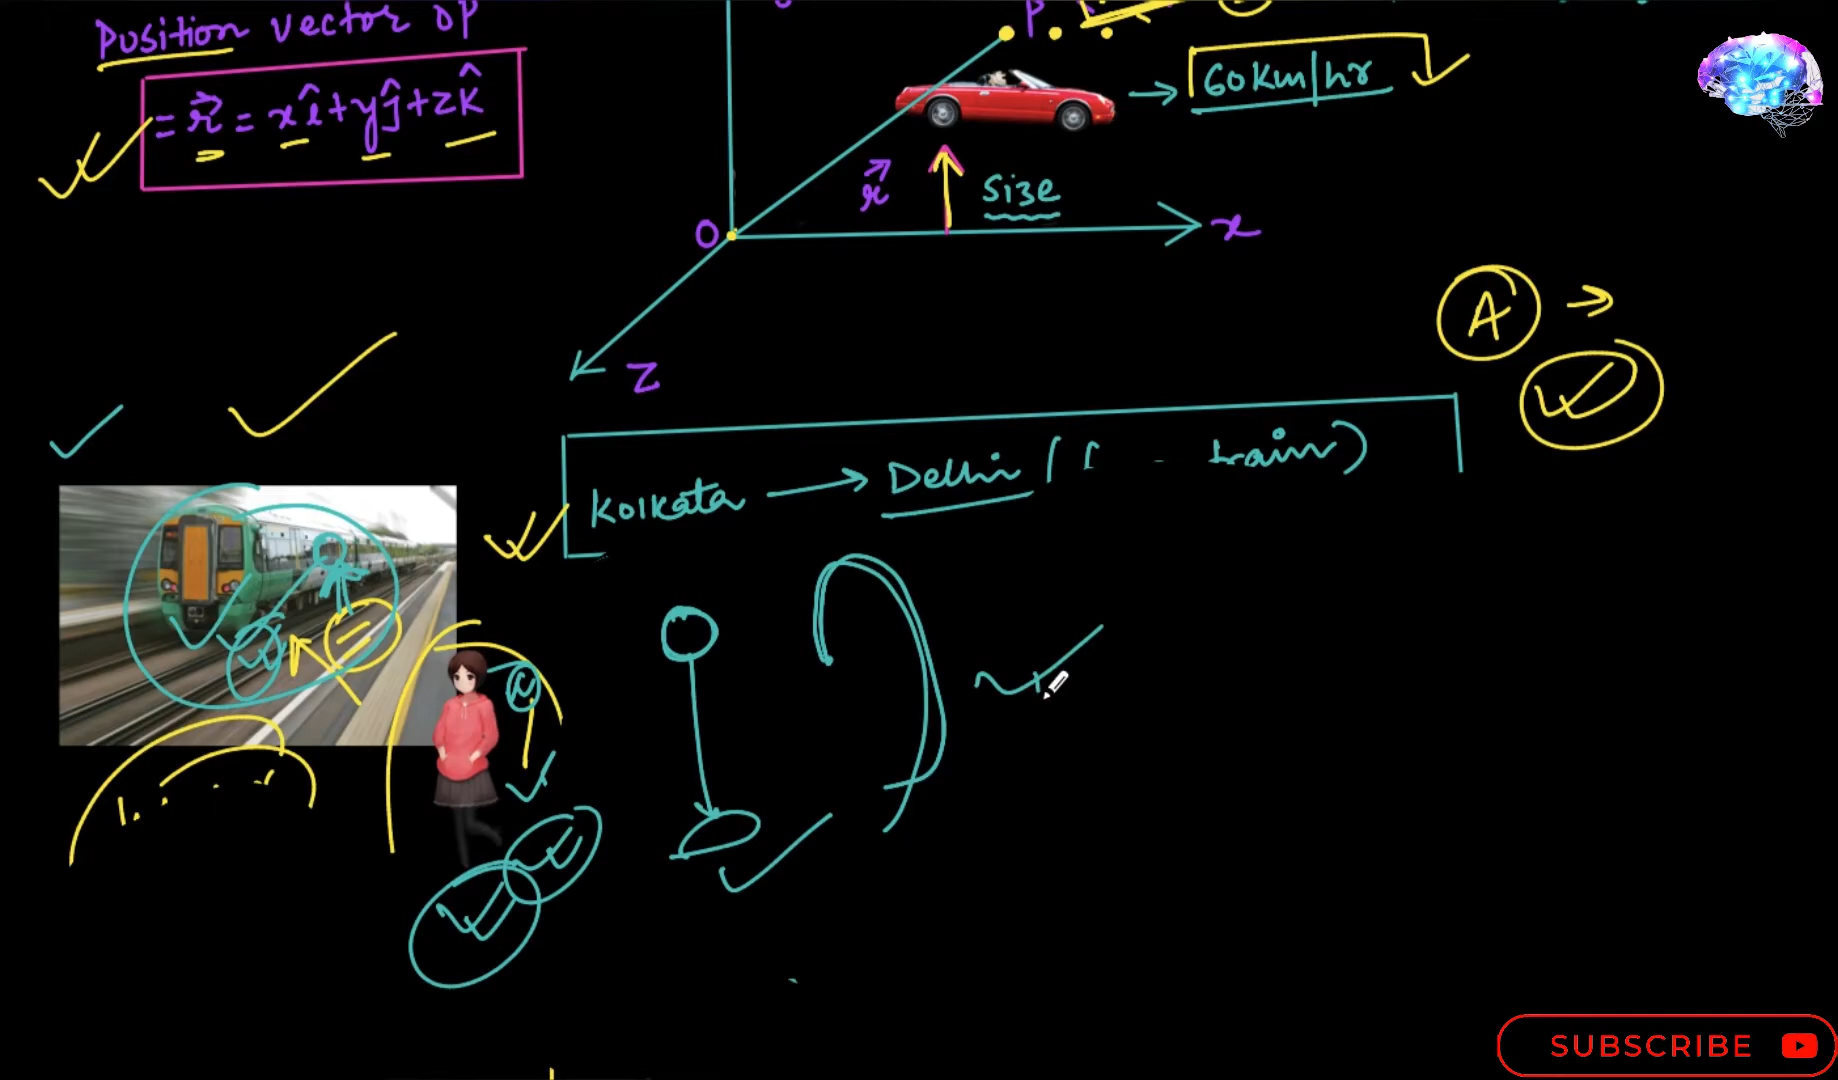 Position vector of
= r⃗ = xî + yĵ + zk̂
P
60km/hr
r⃗
Size
O
x
Z
A
Kolkata → Delhi ( train)
SUBSCRIBE